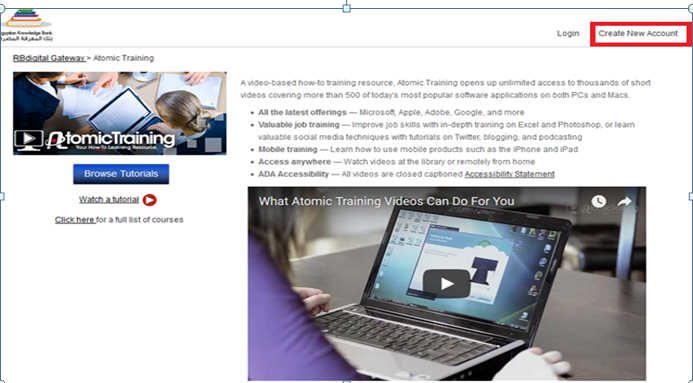 Egyptian Knowledge Bank
بنك المعرفة المصري
Login
Create New Account
RBdigital Gateway > Atomic Training
A video-based how-to training resource, Atomic Training opens up unlimited access to thousands of short
videos covering more than 500 of today's most popular software applications on both PCs and Macs.
• All the latest offerings — Microsoft, Apple, Adobe, Google, and more
• Valuable job training — Improve job skills with in-depth training on Excel and Photoshop, or learn
valuable social media techniques with tutorials on Twitter, blogging, and podcasting
• Mobile training — Learn how to use mobile products such as the iPhone and iPad
• Access anywhere — Watch videos at the library or remotely from home
• ADA Accessibility — All videos are closed captioned Accessibility Statement
AtomicTraining
Your How-To Learning Resource.
Browse Tutorials
Watch a tutorial
Click here for a full list of courses
What Atomic Training Videos Can Do For You